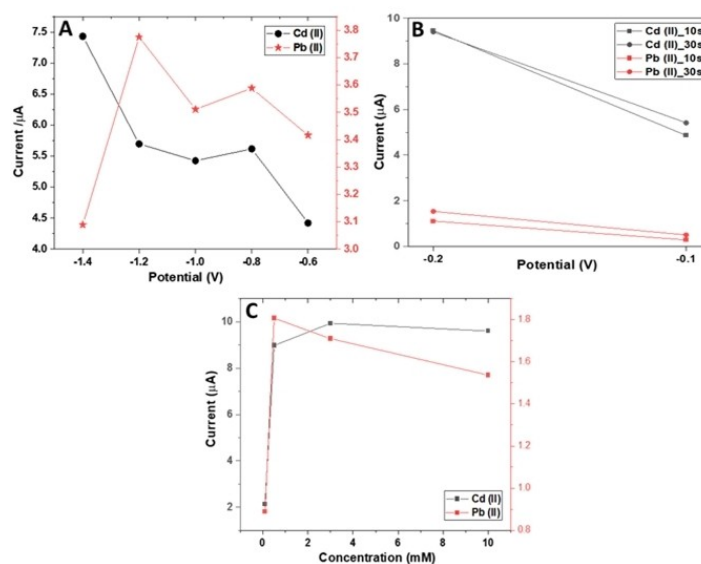 A
Cd (II)
Pb (II)
7.5
7.0
6.5
6.0
5.5
5.0
4.5
4.0
Current /µA
3.8
3.7
3.6
3.5
3.4
3.3
3.2
3.1
3.0
-1.4 -1.2 -1.0 -0.8 -0.6
Potential (V)
B
Cd (II)_10s
Cd (II)_30s
Pb (II)_10s
Pb (II)_30s
10
8
6
4
2
0
Current (µA)
-0.2 -0.1
Potential (V)
C
10
8
6
4
2
Current (µA)
1.8
1.6
1.4
1.2
1.0
0.8
Cd (II)
Pb (II)
0 2 4 6 8 10
Concentration (mM)